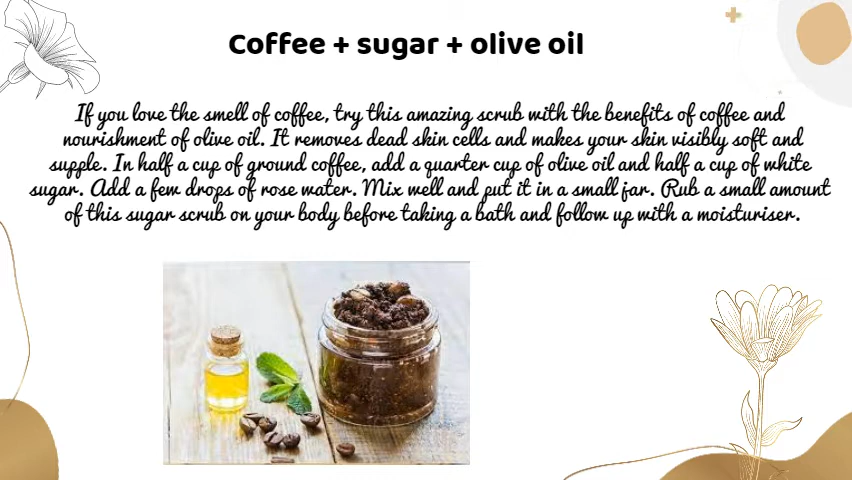 Coffee + sugar + olive oil
If you love the smell of coffee, try this amazing scrub with the benefits of coffee and
nourishment of olive oil. It removes dead skin cells and makes your skin visibly soft and
supple. In half a cup of ground coffee, add a quarter cup of olive oil and half a cup of white
sugar. Add a few drops of rose water. Mix well and put it in a small jar. Rub a small amount
of this sugar scrub on your body before taking a bath and follow up with a moisturiser.